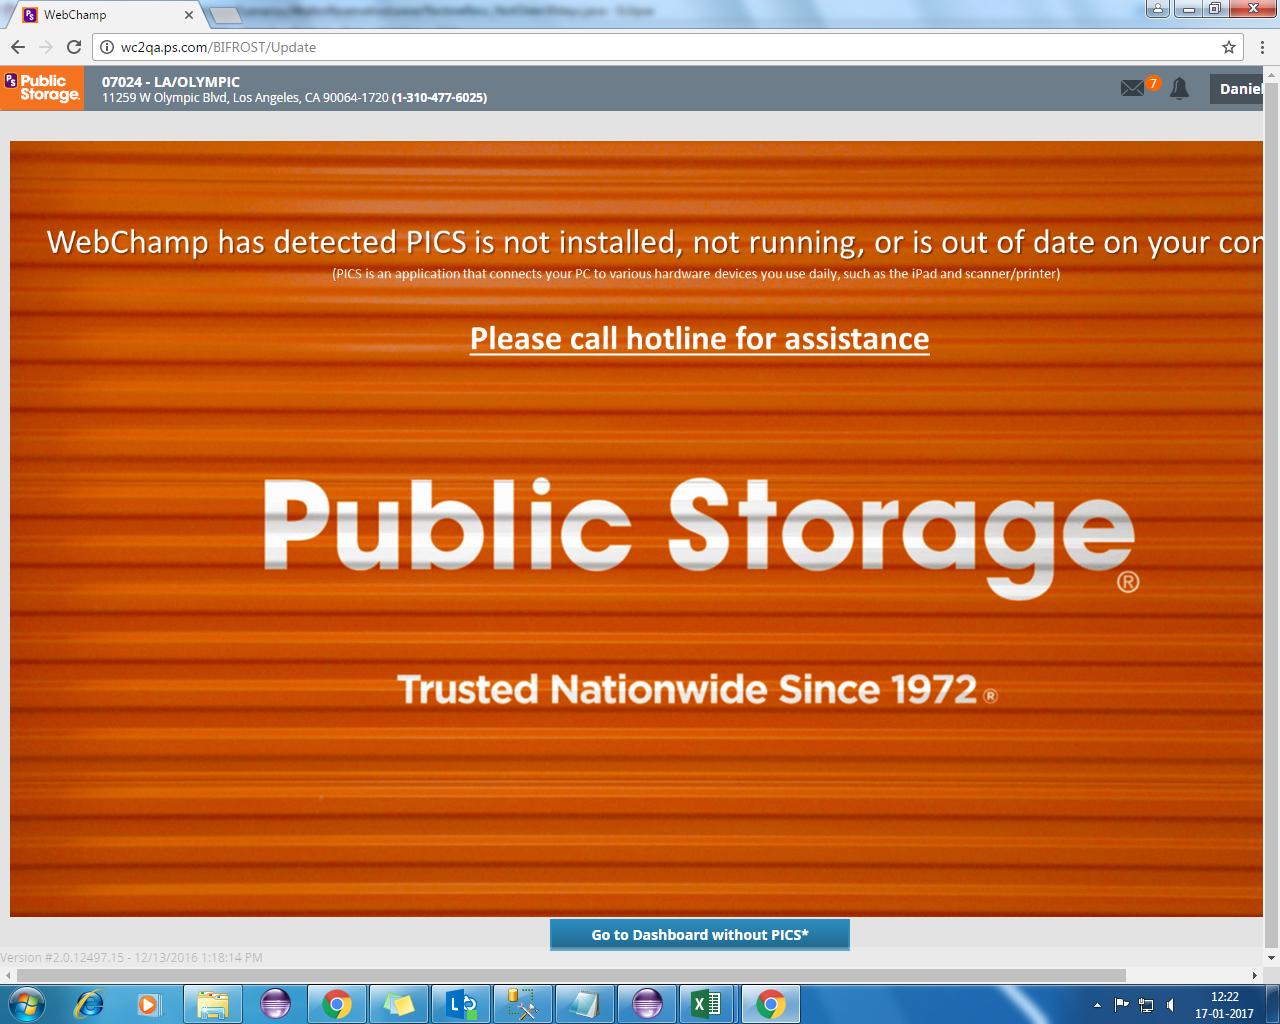 WebChamp
wc2qa.ps.com/BIFROST/Update
PS Public Storage.
07024 - LA/OLYMPIC
11259 W Olympic Blvd, Los Angeles, CA 90064-1720 (1-310-477-6025)
7
Daniel
WebChamp has detected PICS is not installed, not running, or is out of date on your con
(PICS is an application that connects your PC to various hardware devices you use daily, such as the iPad and scanner/printer)
Please call hotline for assistance
Public Storage®
Trusted Nationwide Since 1972®
Go to Dashboard without PICS*
Version #2.0.12497.15 - 12/13/2016 1:18:14 PM
12:22
17-01-2017